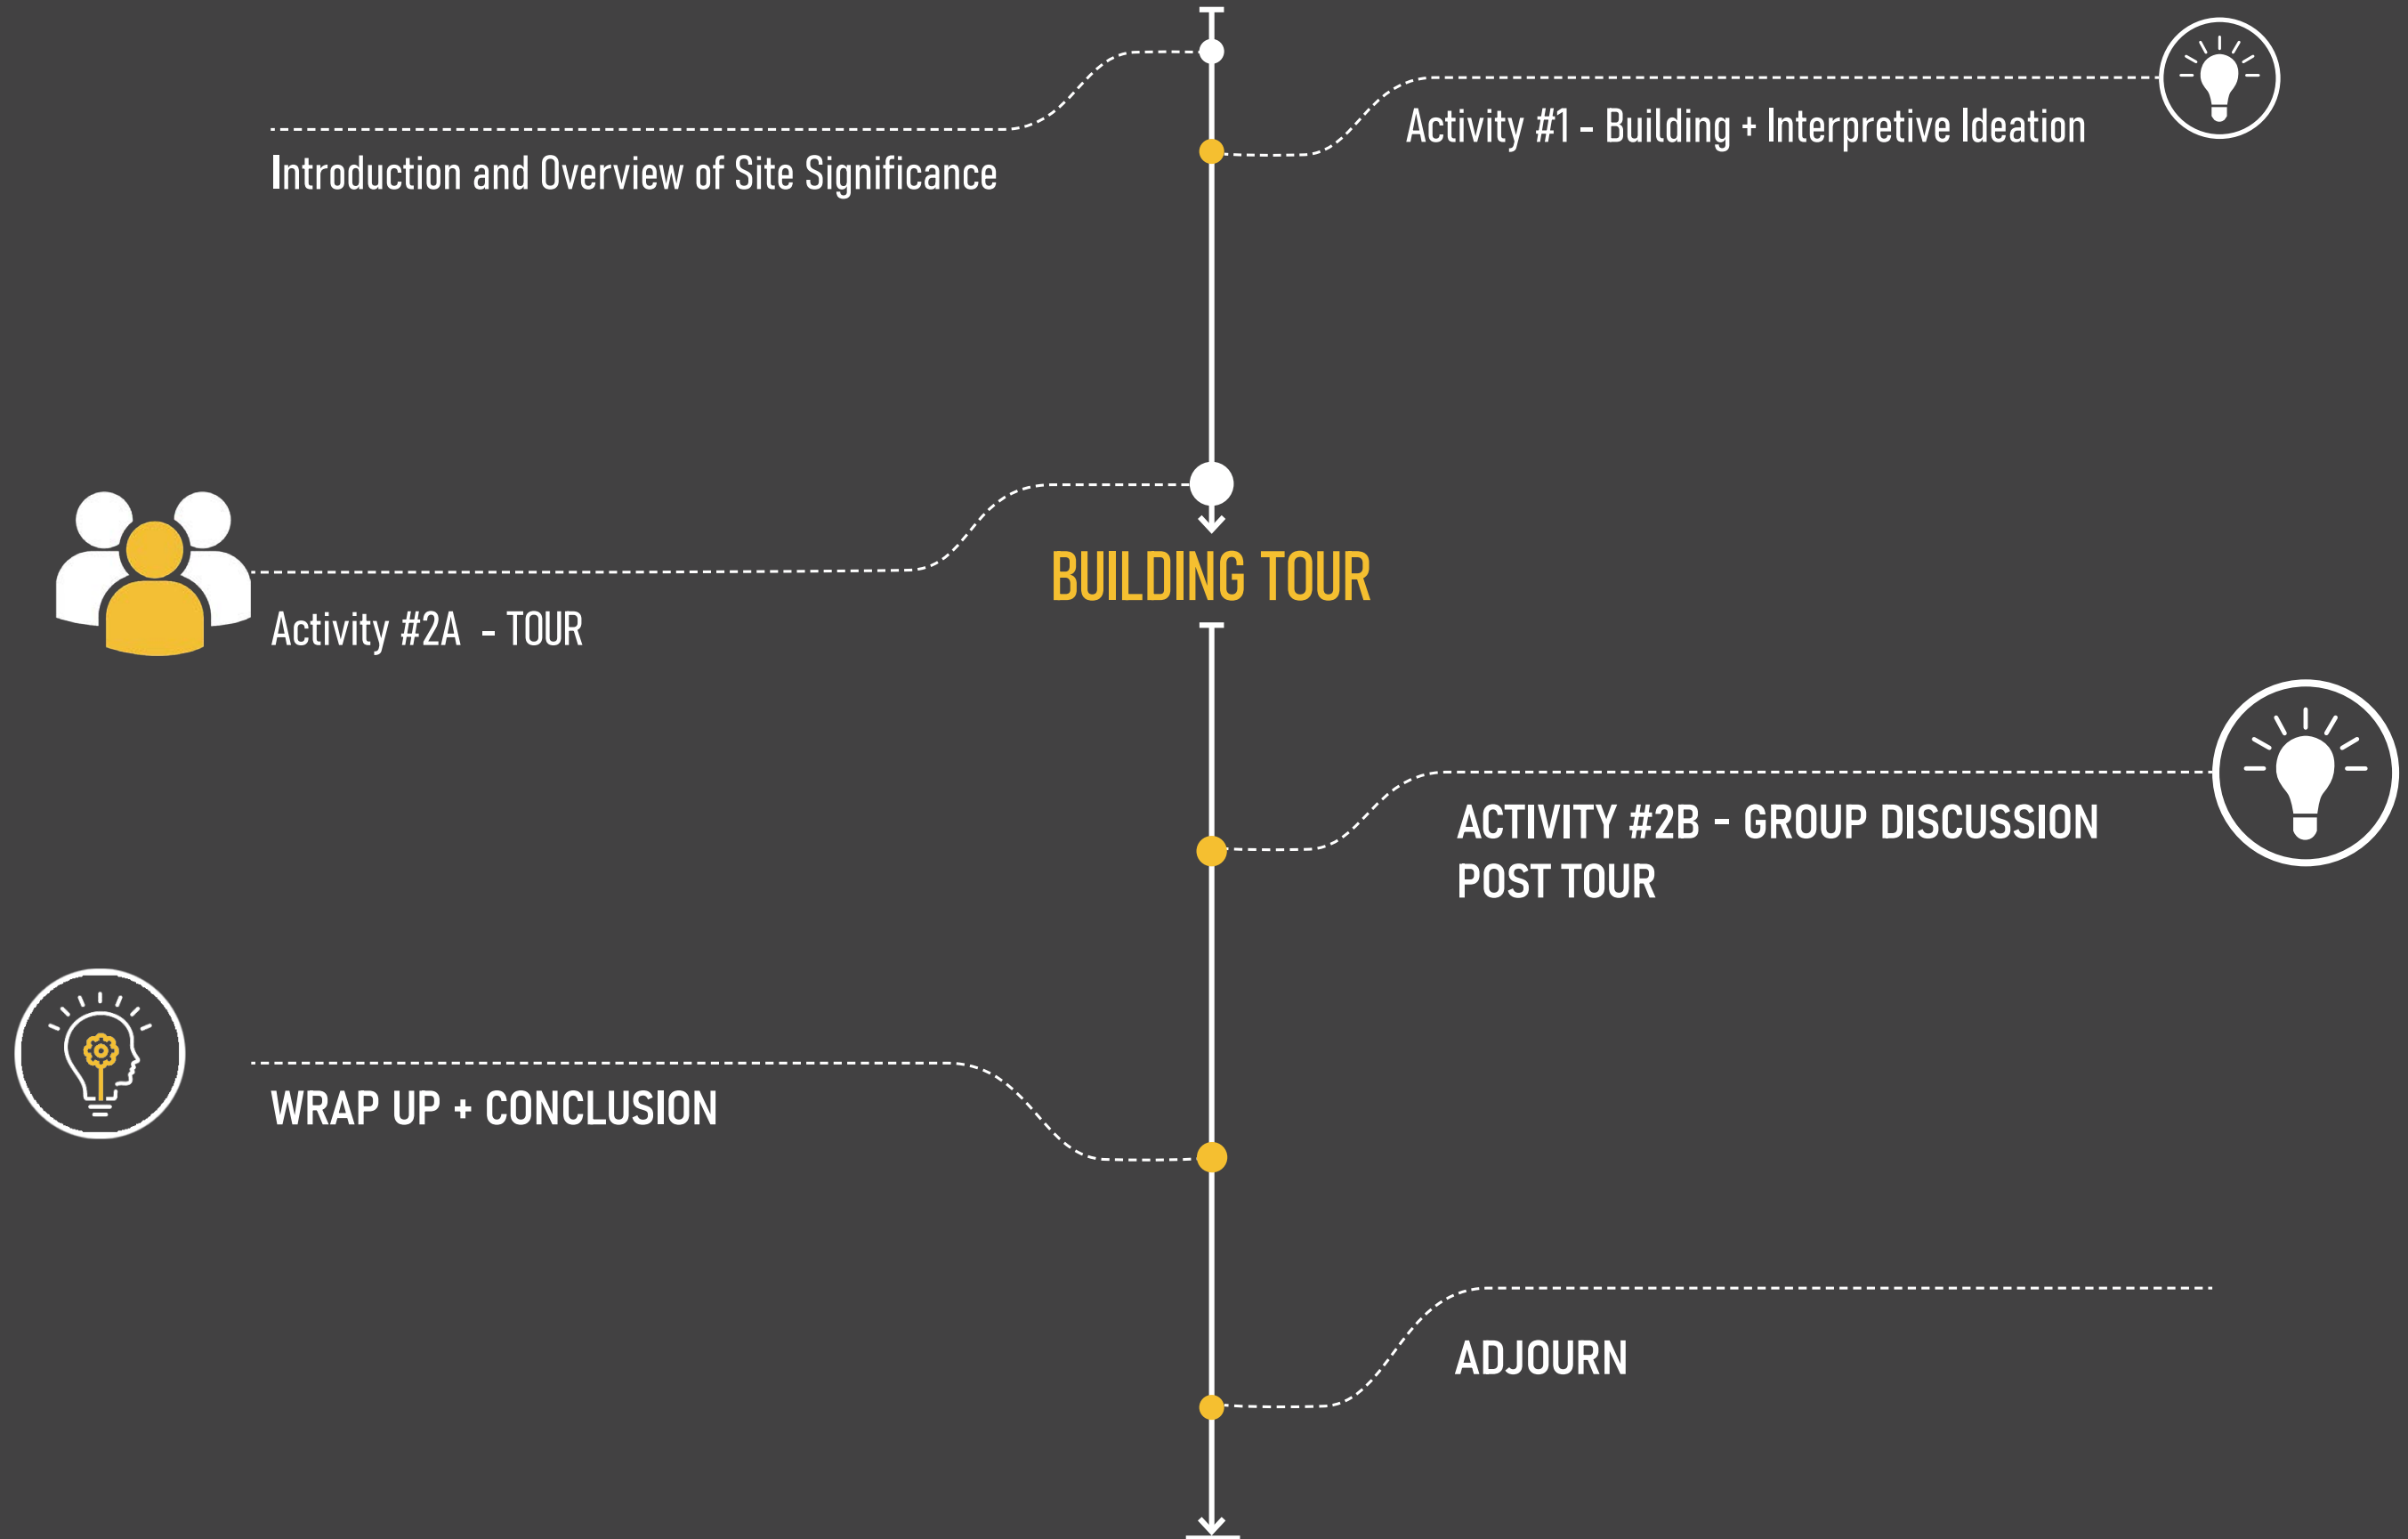 Introduction and Overview of Site Significance
Activity #1 - Building + Interpretive Ideation
Activity #2A - TOUR
BUILDING TOUR
ACTIVITY #2B - GROUP DISCUSSION
POST TOUR
WRAP UP + CONCLUSION
ADJOURN